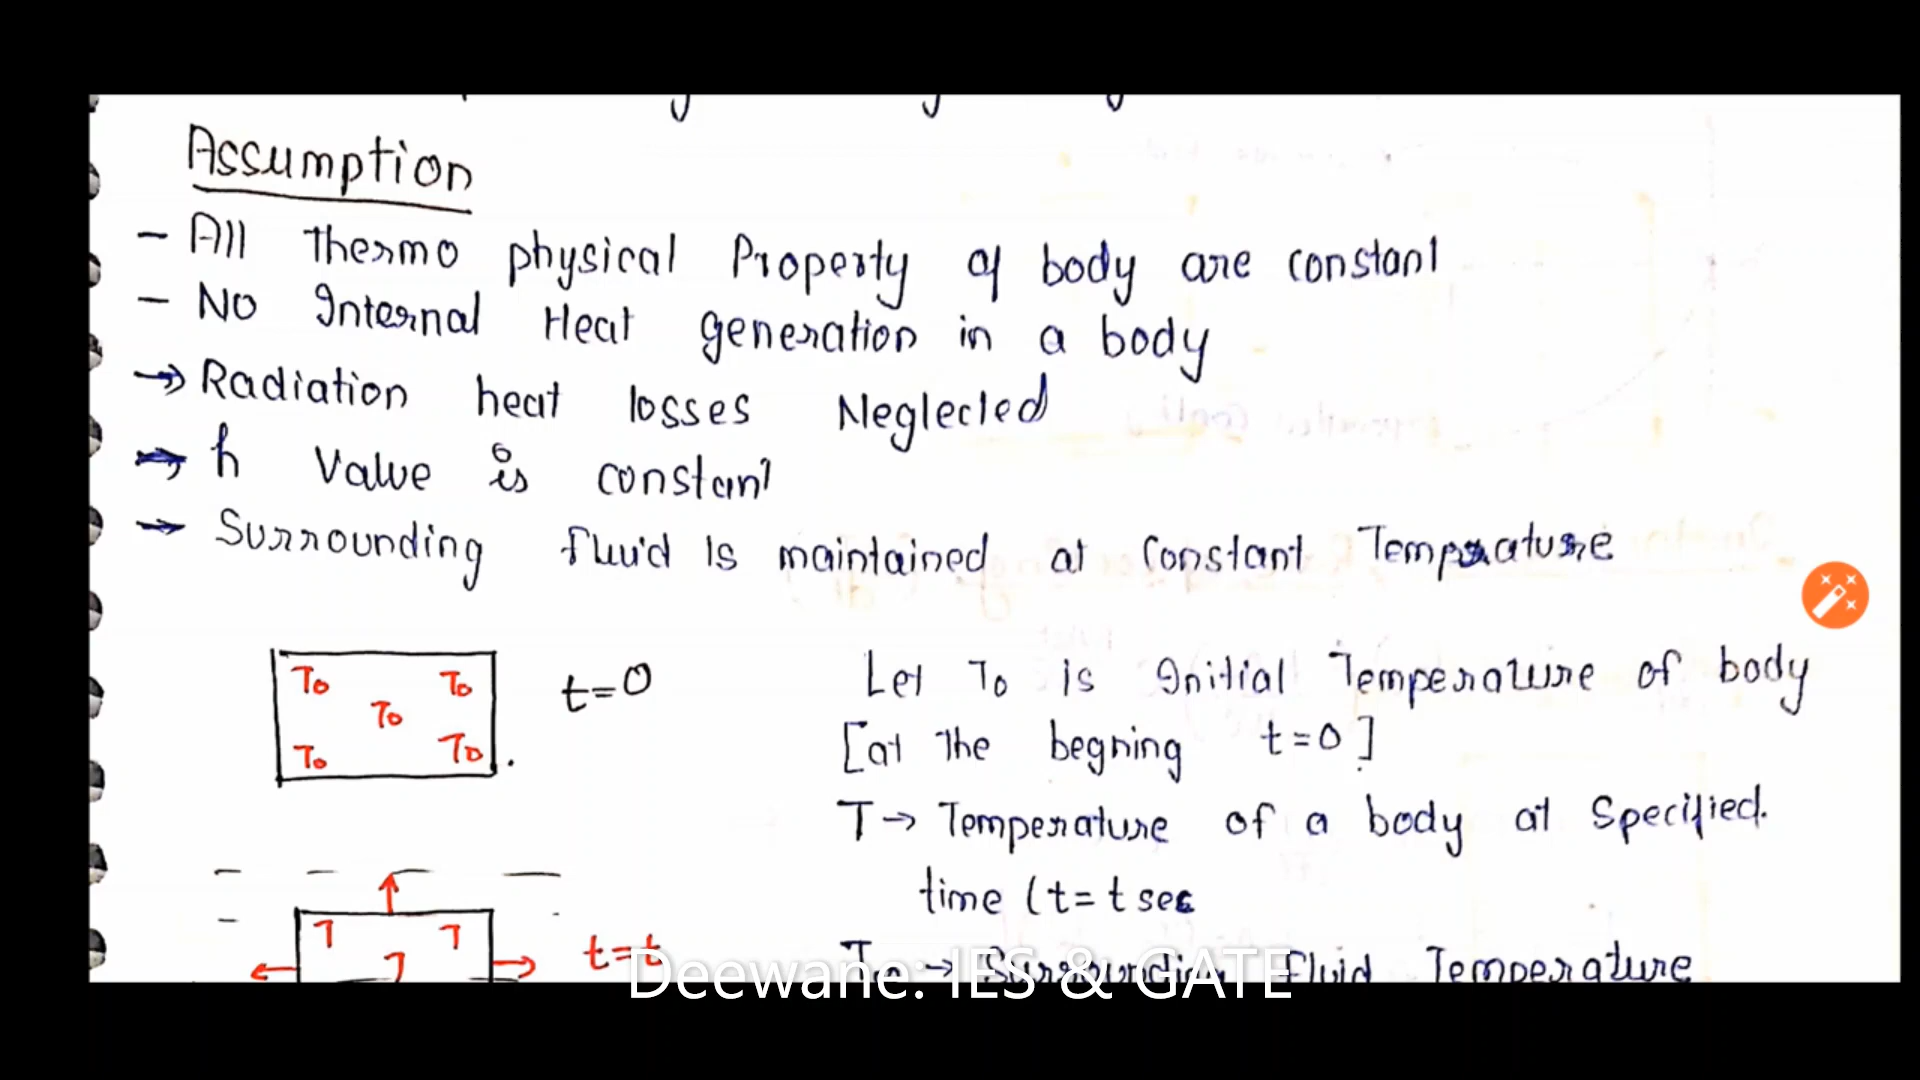 Assumption
- All Thermo physical Property of body are constant
- No Internal Heat generation in a body
→ Radiation heat losses Neglected
→ h Value is constant
→ Surrounding fluid Is maintained at Constant Temperature
To To
To
To To
t=0
Let To is Initial Temperature of body
[at The begning t=0]
T → Temperature of a body at Specified.
time (t= t sec
T T
T
t=t
→ Surrounding fluid Temperature
Deewane: IES & GATE